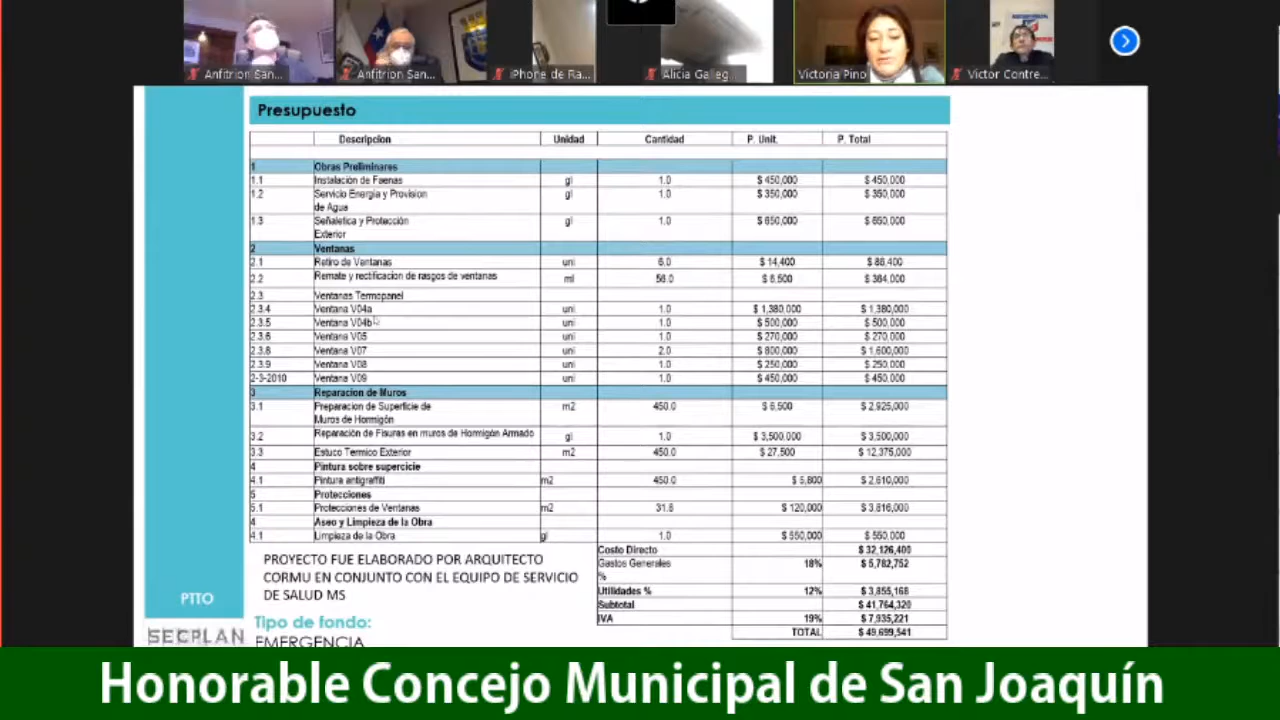 Anfitrion San...
Anfitrion San...
iPhone de Ra...
Alicia Galleg...
Victoria Pino
Victor Contre...
Presupuesto
Descripcion Unidad Cantidad P. Unit. P. Total
1 Obras Preliminares
1.1 Instalación de Faenas gl 1.0 $ 450,000 $ 450,000
1.2 Servicio Energia y Provision gl 1.0 $ 350,000 $ 350,000
de Agua
1.3 Señaletica y Protección 1.0 $ 650,000 $ 650,000
Exterior
2 Ventanas
2.1 Retiro de Ventanas uni 6.0 $ 14,400 $ 86,400
2.2 Remate y rectificacion de rasgos de ventanas ml 56.0 $ 6,500 $ 364,000
2.3 Ventanas Termopanel
2.3.4 Ventana V04a uni 1.0 $ 1,380,000 $ 1,380,000
2.3.5 Ventana V04b uni 1.0 $ 500,000 $ 500,000
2.3.6 Ventana V05 uni 1.0 $ 270,000 $ 270,000
2.3.8 Ventana V07 uni 2.0 $ 800,000 $ 1,600,000
2.3.9 Ventana V08 uni 1.0 $ 250,000 $ 250,000
2-3-2010 Ventana V09 uni 1.0 $ 450,000 $ 450,000
3 Reparacion de Muros
3.1 Preparacion de Superficie de m2 450.0 $ 6,500 $ 2,925,000
Muros de Hormigón
3.2 Reparación de Fisuras en muros de Hormigón Armado gl 1.0 $ 3,500,000 $ 3,500,000
3.3 Estuco Termico Exterior m2 450.0 $ 27,500 $ 12,375,000
4 Pintura sobre supercicie
4.1 Pintura antigraffiti m2 450.0 $ 5,800 $ 2,610,000
5 Protecciones
5.1 Protecciones de Ventanas m2 31.8 $ 120,000 $ 3,816,000
4 Aseo y Limpieza de la Obra
4.1 Limpieza de la Obra gl 1.0 $ 550,000 $ 550,000
Costo Directo $ 32,126,400
Gastos Generales 18% $ 5,782,752
%
Utilidades % 12% $ 3,855,168
Subtotal $ 41,764,320
IVA 19% $ 7,935,221
TOTAL $ 49,699,541
PROYECTO FUE ELABORADO POR ARQUITECTO
CORMU EN CONJUNTO CON EL EQUIPO DE SERVICIO
DE SALUD MS
PTTO
SECPLAN
Tipo de fondo:
EMERGENCIA
Honorable Concejo Municipal de San Joaquín